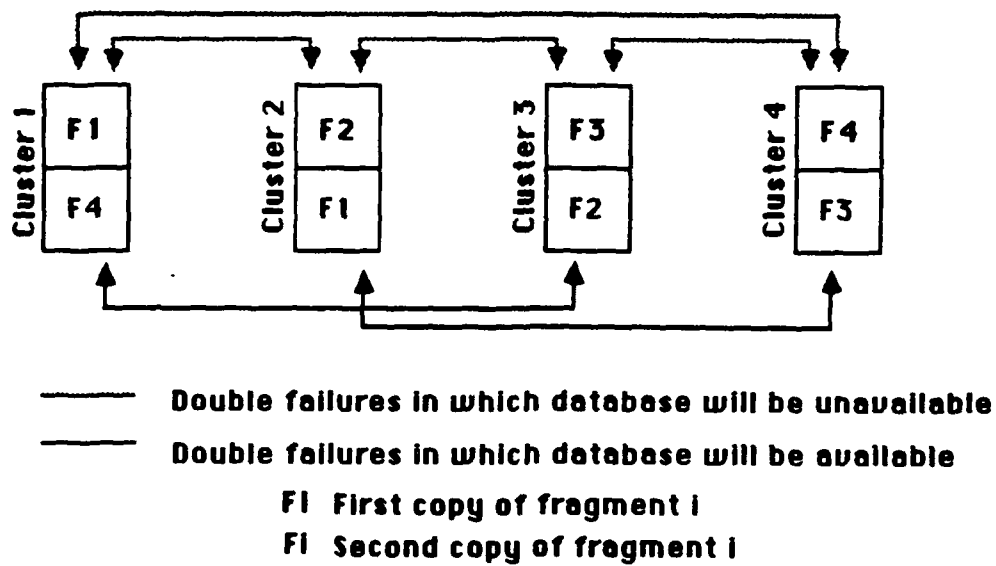 Cluster 1
F1
F4
Cluster 2
F2
F1
Cluster 3
F3
F2
Cluster 4
F4
F3
Double failures in which database will be unavailable
Double failures in which database will be available
Fi First copy of fragment i
Fi Second copy of fragment i